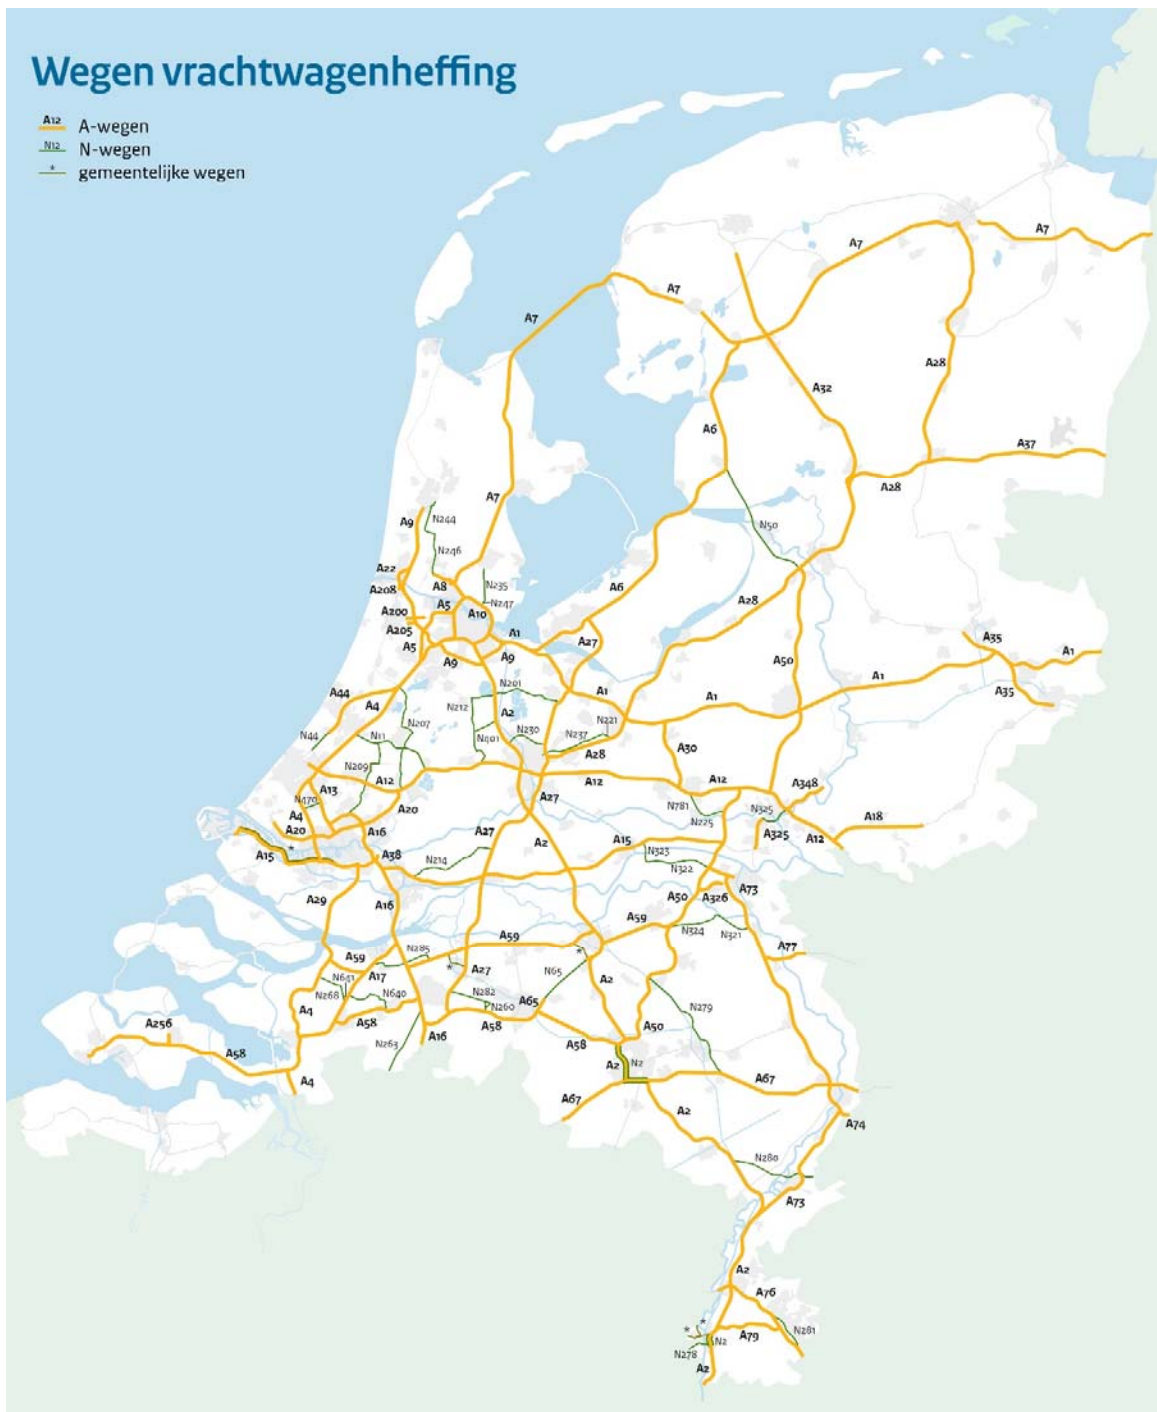 Wegen vrachtwagenheffing
A12 A-wegen
N12 N-wegen
* gemeentelijke wegen
A7
A7
A7
A7
A28
A32
A6
A37
A28
A7
A9
N244
N50
N246
A22
A8
N235
A208
A6
A5
N247
A28
A200
A10
A205
A1
A35
A5
A27
A9
A9
A50
A1
A1
N201
A44
A1
A35
A4
N212
A2
A1
N207
N221
N230
N44
N11
N401
N237
A30
A28
N209
A12
A12
A12
A348
A13
N470
A27
A4
A20
N781
N325
A20
A16
N225
A18
A27
A325
A12
A2
A15
A15
*
A38
N214
N323
N322
A29
A73
A50
A326
A16
A59
N324
N321
A59
A77
N285
A59
*
*
A27
N641
A17
N65
A2
N268
N640
N282
N260
A65
N279
A4
A58
A58
A50
A256
A16
A58
N263
A58
A2
N2
A67
A4
A67
A2
A74
N280
A73
A2
A76
*
*
N2
A79
N281
N278
A2